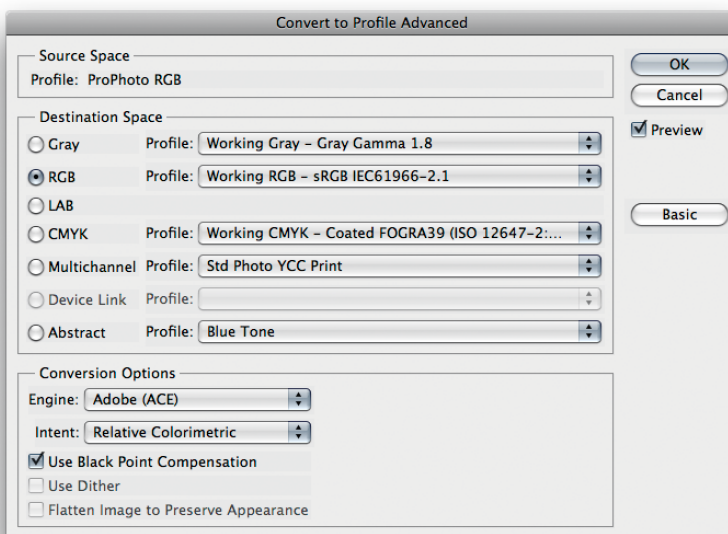 Convert to Profile Advanced
Source Space
Profile: ProPhoto RGB
OK
Cancel
Preview
Basic
Destination Space
Gray Profile: Working Gray - Gray Gamma 1.8
RGB Profile: Working RGB - sRGB IEC61966-2.1
LAB
CMYK Profile: Working CMYK - Coated FOGRA39 (ISO 12647-2:...
Multichannel Profile: Std Photo YCC Print
Device Link Profile:
Abstract Profile: Blue Tone
Conversion Options
Engine: Adobe (ACE)
Intent: Relative Colorimetric
Use Black Point Compensation
Use Dither
Flatten Image to Preserve Appearance